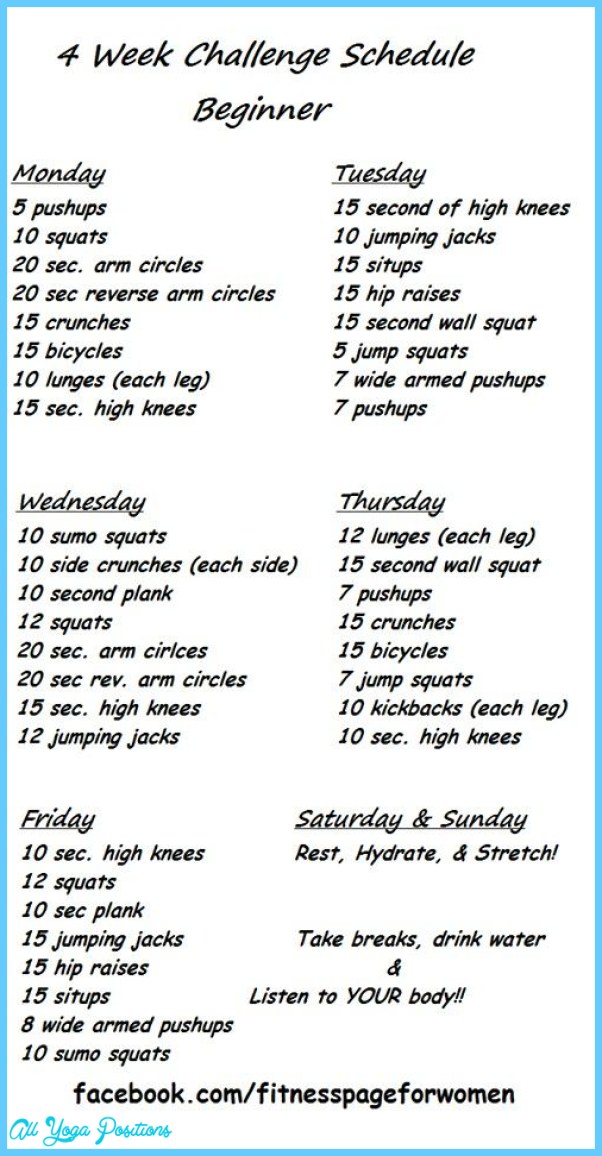 4 Week Challenge Schedule
Beginner
Monday
5 pushups
10 squats
20 sec. arm circles
20 sec reverse arm circles
15 crunches
15 bicycles
10 lunges (each leg)
15 sec. high knees
Tuesday
15 second of high knees
10 jumping jacks
15 situps
15 hip raises
15 second wall squat
5 jump squats
7 wide armed pushups
7 pushups
Wednesday
10 sumo squats
10 side crunches (each side)
10 second plank
12 squats
20 sec. arm cirlces
20 sec rev. arm circles
15 sec. high knees
12 jumping jacks
Thursday
12 lunges (each leg)
15 second wall squat
7 pushups
15 crunches
15 bicycles
7 jump squats
10 kickbacks (each leg)
10 sec. high knees
Friday
10 sec. high knees
12 squats
10 sec plank
15 jumping jacks
15 hip raises
15 situps
8 wide armed pushups
10 sumo squats
Saturday & Sunday
Rest, Hydrate, & Stretch!
Take breaks, drink water
&
Listen to YOUR body!!
facebook.com/fitnesspageforwomen
All Yoga Positions